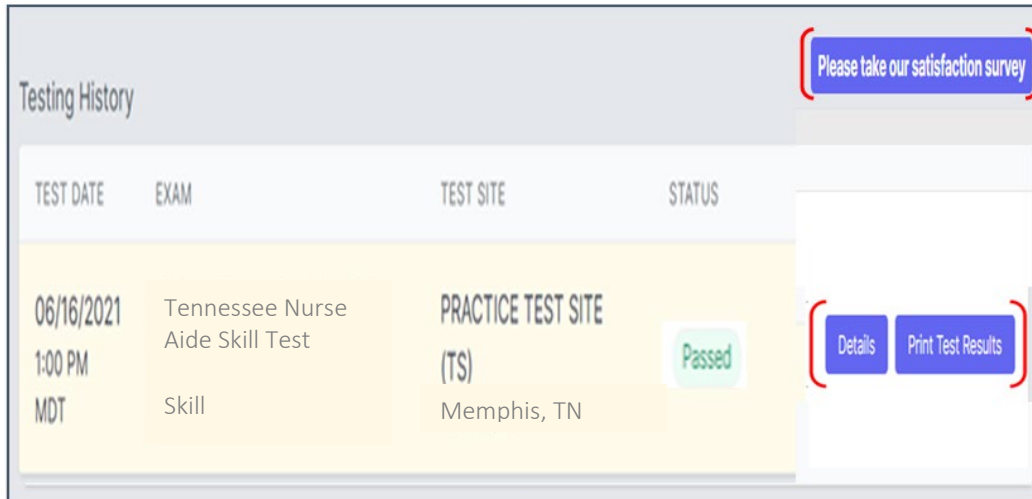 Please take our satisfaction survey
Testing History
TEST DATE EXAM TEST SITE STATUS
06/16/2021
1:00 PM
MDT
Tennessee Nurse
Aide Skill Test
Skill
PRACTICE TEST SITE
(TS)
Memphis, TN
Passed
Details Print Test Results